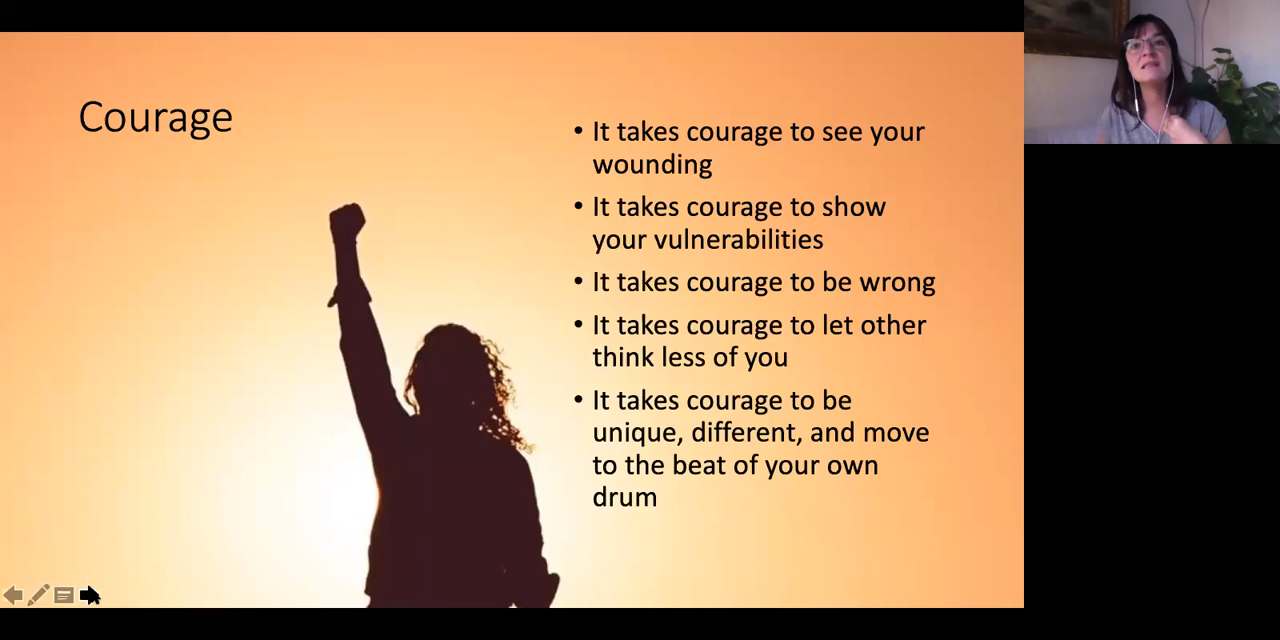 Courage
• It takes courage to see your
wounding
• It takes courage to show
your vulnerabilities
• It takes courage to be wrong
• It takes courage to let other
think less of you
• It takes courage to be
unique, different, and move
to the beat of your own
drum